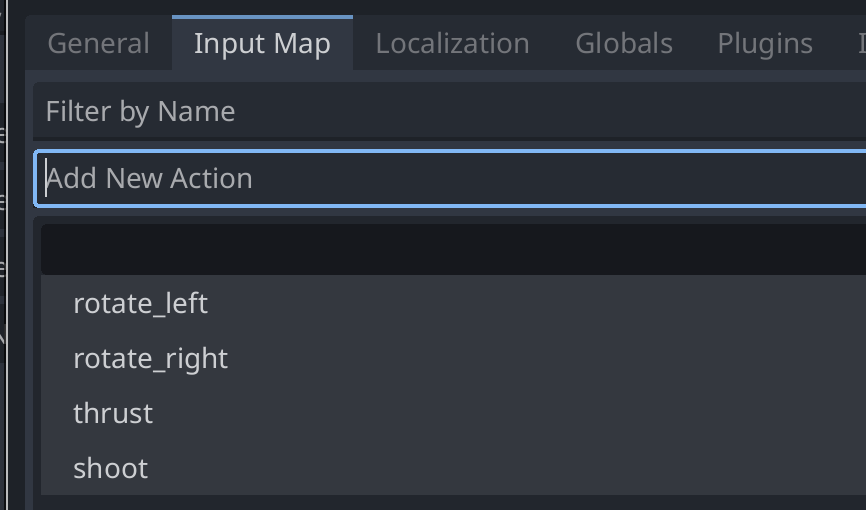 General Input Map Localization Globals Plugins
Filter by Name
Add New Action
rotate_left
rotate_right
thrust
shoot